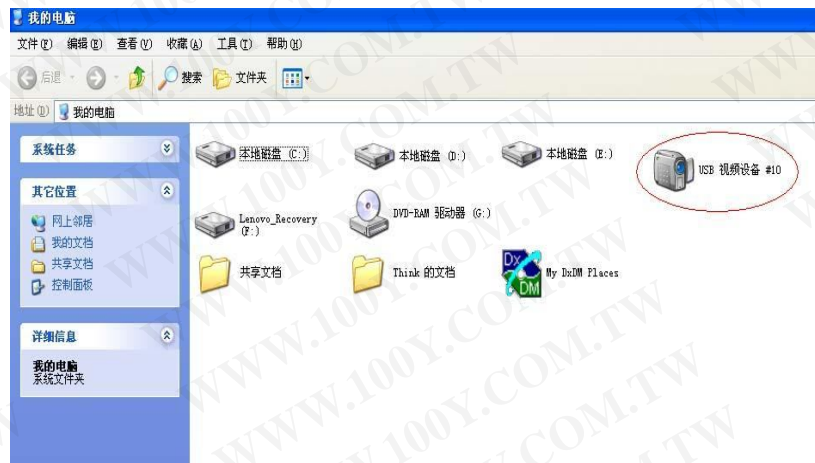 我的电脑
文件(F) 编辑(E) 查看(V) 收藏(A) 工具(T) 帮助(H)
后退 搜索 文件夹
地址(D) 我的电脑
系统任务
其它位置
网上邻居
我的文档
共享文档
控制面板
详细信息
我的电脑
系统文件夹
本地磁盘 (C:) 本地磁盘 (D:) 本地磁盘 (E:) USB 视频设备 #10
Lenovo_Recovery
(F:)
DVD-RAM 驱动器 (G:)
共享文档 Think 的文档 My DxDM Places
Dx
DM
WWW.100Y.COM.TW